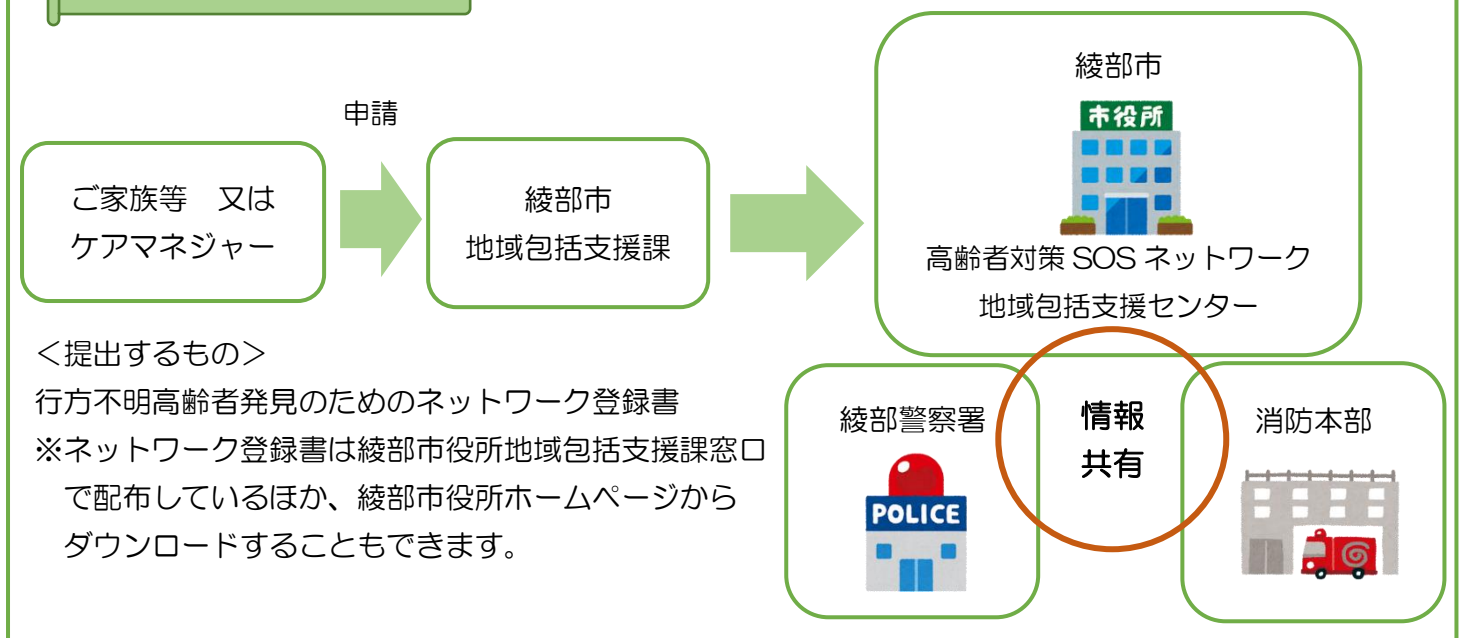 申請
ご家族等　又は
ケアマネジャー
綾部市
地域包括支援課
綾部市
市役所
高齢者対策 SOS ネットワーク
地域包括支援センター
＜提出するもの＞
行方不明高齢者発見のためのネットワーク登録書
※ネットワーク登録書は綾部市役所地域包括支援課窓口
で配布しているほか、綾部市役所ホームページから
ダウンロードすることもできます。
綾部警察署
POLICE
情報
共有
消防本部